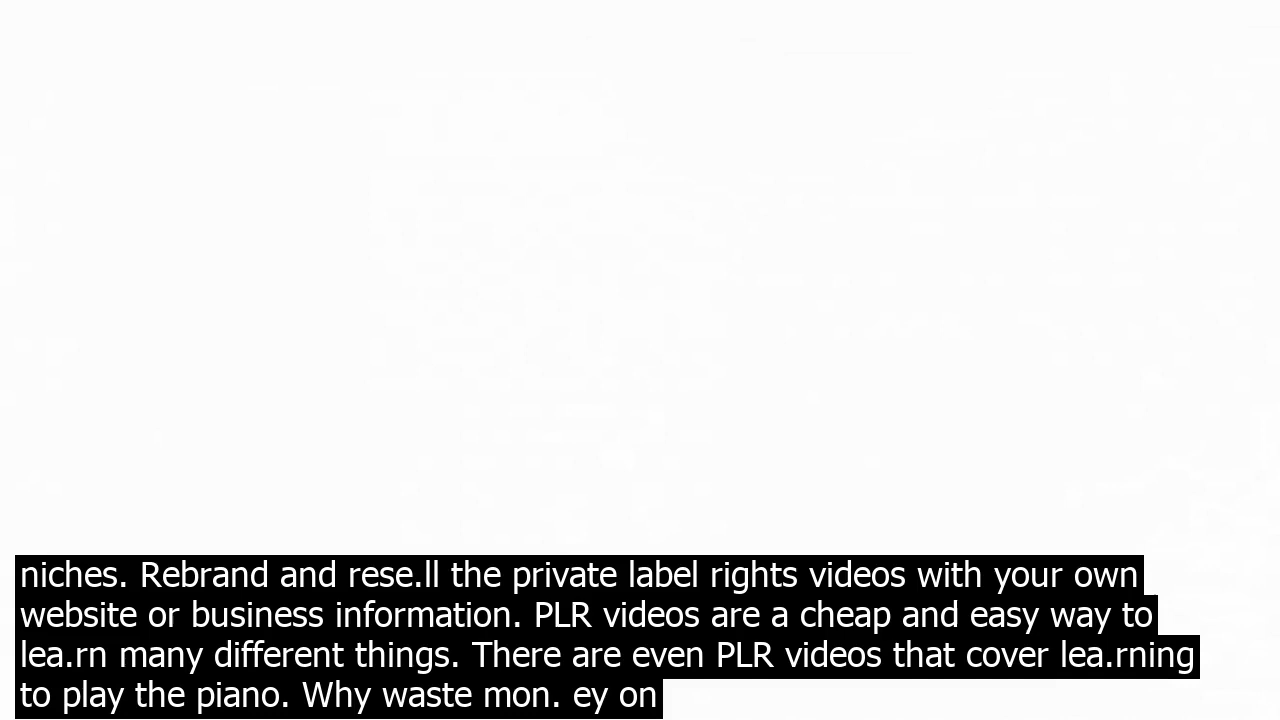 niches. Rebrand and rese.ll the private label rights videos with your own
website or business information. PLR videos are a cheap and easy way to
lea.rn many different things. There are even PLR videos that cover lea.rning
to play the piano. Why waste mon. ey on